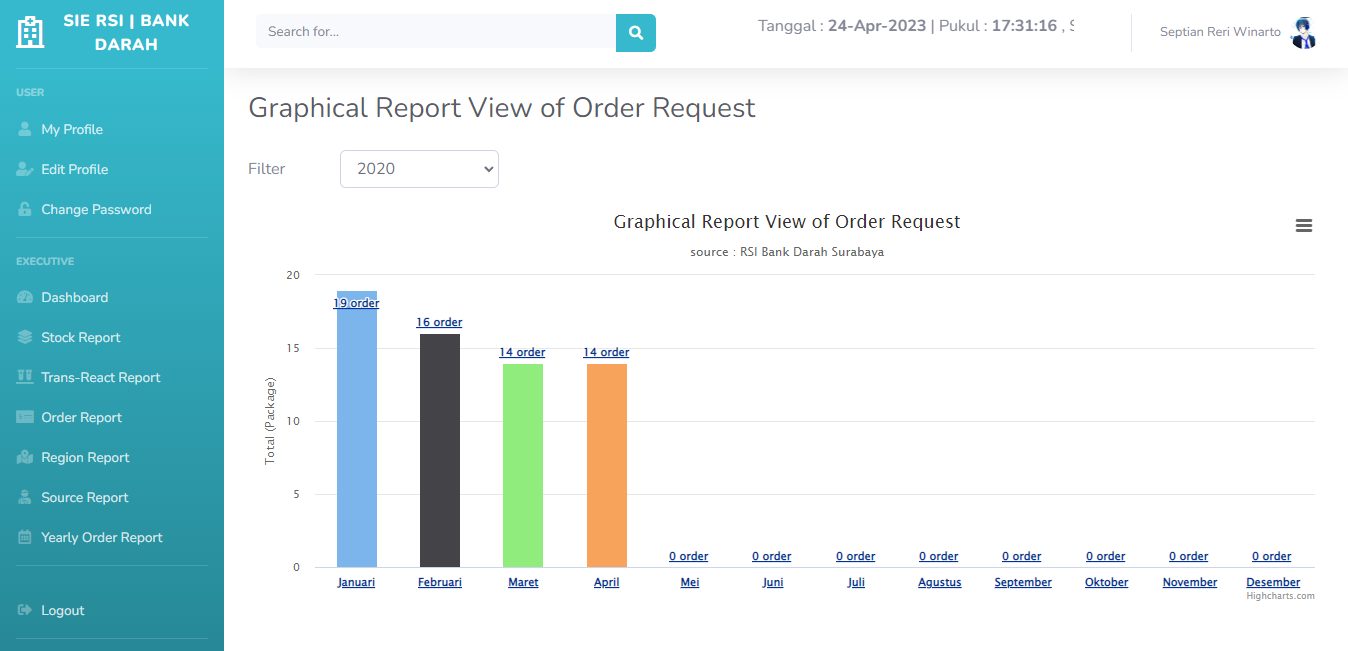 SIE RSI | BANK
DARAH
USER
My Profile
Edit Profile
Change Password
EXECUTIVE
Dashboard
Stock Report
Trans-React Report
Order Report
Region Report
Source Report
Yearly Order Report
Logout
Search for...
Tanggal : 24-Apr-2023 | Pukul : 17:31:16 , S
Septian Reri Winarto
Graphical Report View of Order Request
Filter
2020
Graphical Report View of Order Request
source : RSI Bank Darah Surabaya
Total (Package)
20
15
10
5
0
19 order
16 order
14 order
14 order
0 order
0 order
0 order
0 order
0 order
0 order
0 order
0 order
Januari
Februari
Maret
April
Mei
Juni
Juli
Agustus
September
Oktober
November
Desember
Highcharts.com